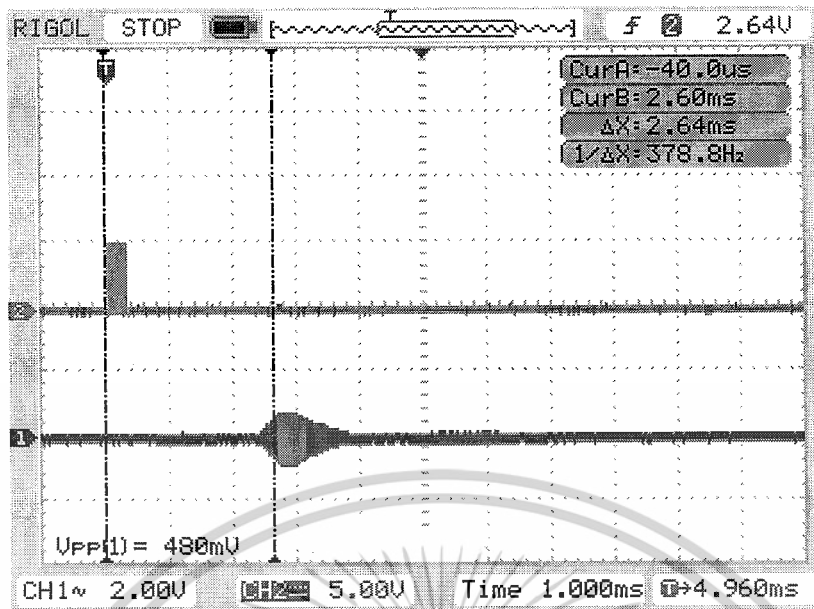 RIGOL STOP T f 2 2.64V
T
CurA=-40.0us
CurB=2.60ms
ΔX=2.64ms
1/ΔX=378.8Hz
2
1
Vpp(1)= 480mV
CH1~ 2.00V CH2 5.00V Time 1.000ms T→4.960ms